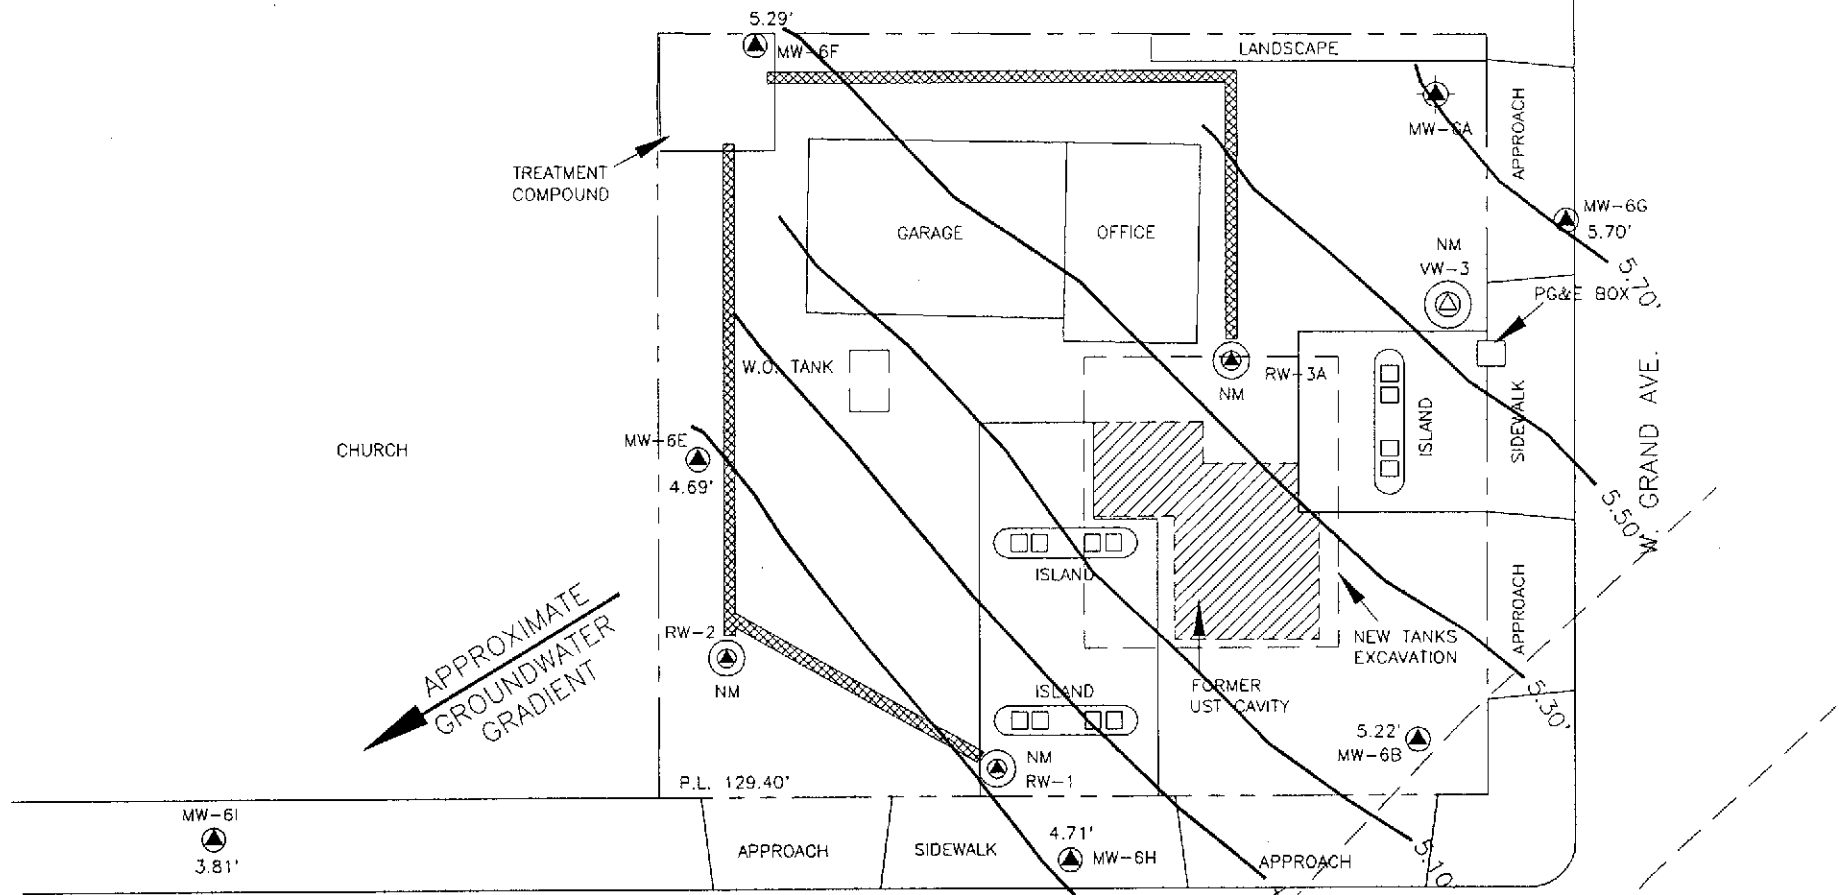 5.29'
MW-6F
LANDSCAPE
MW-6A
APPROACH
TREATMENT
COMPOUND
GARAGE
OFFICE
MW-6G
5.70'
NM
VW-3
5.70'
PG&E BOX
W.O. TANK
RW-3A
NM
ISLAND
SIDEWALK
W. GRAND AVE.
CHURCH
MW-6E
4.69'
5.50'
ISLAND
APPROACH
APPROXIMATE
GROUNDWATER
GRADIENT
RW-2
NM
NEW TANKS
EXCAVATION
ISLAND
FORMER
UST CAVITY
5.30'
5.22'
MW-6B
NM
RW-1
P.L. 129.40'
MW-6I
3.81'
APPROACH
SIDEWALK
4.71'
MW-6H
APPROACH
5.10'